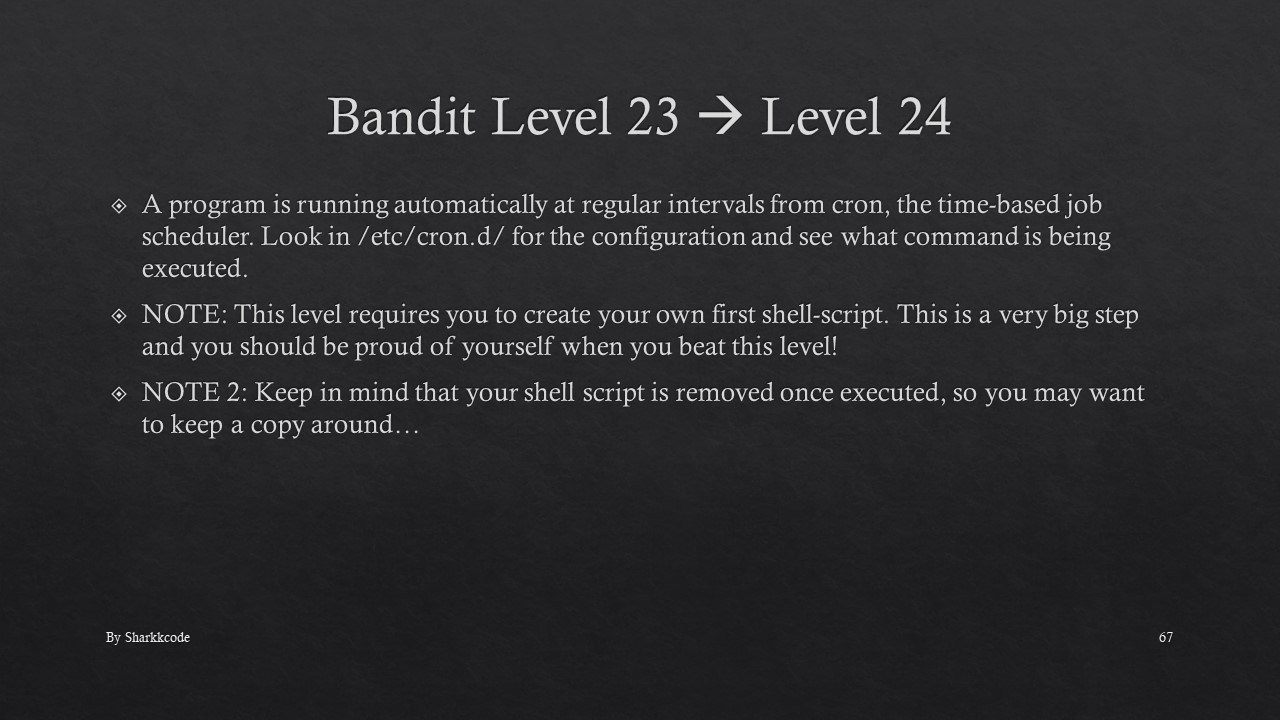 Bandit Level 23 → Level 24
A program is running automatically at regular intervals from cron, the time-based job
scheduler. Look in /etc/cron.d/ for the configuration and see what command is being
executed.
NOTE: This level requires you to create your own first shell-script. This is a very big step
and you should be proud of yourself when you beat this level!
NOTE 2: Keep in mind that your shell script is removed once executed, so you may want
to keep a copy around…
By Sharkkcode
67